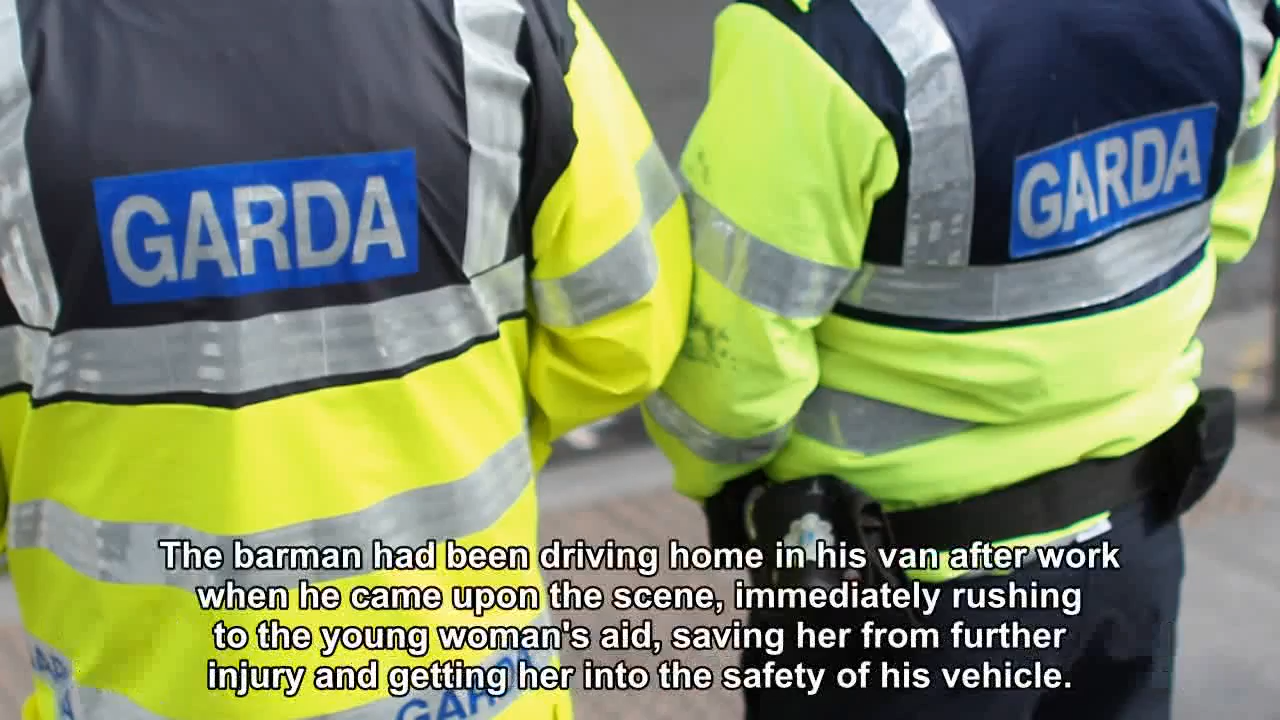 GARDA
GARDA
The barman had been driving home in his van after work
when he came upon the scene, immediately rushing
to the young woman's aid, saving her from further
injury and getting her into the safety of his vehicle.
GARDA